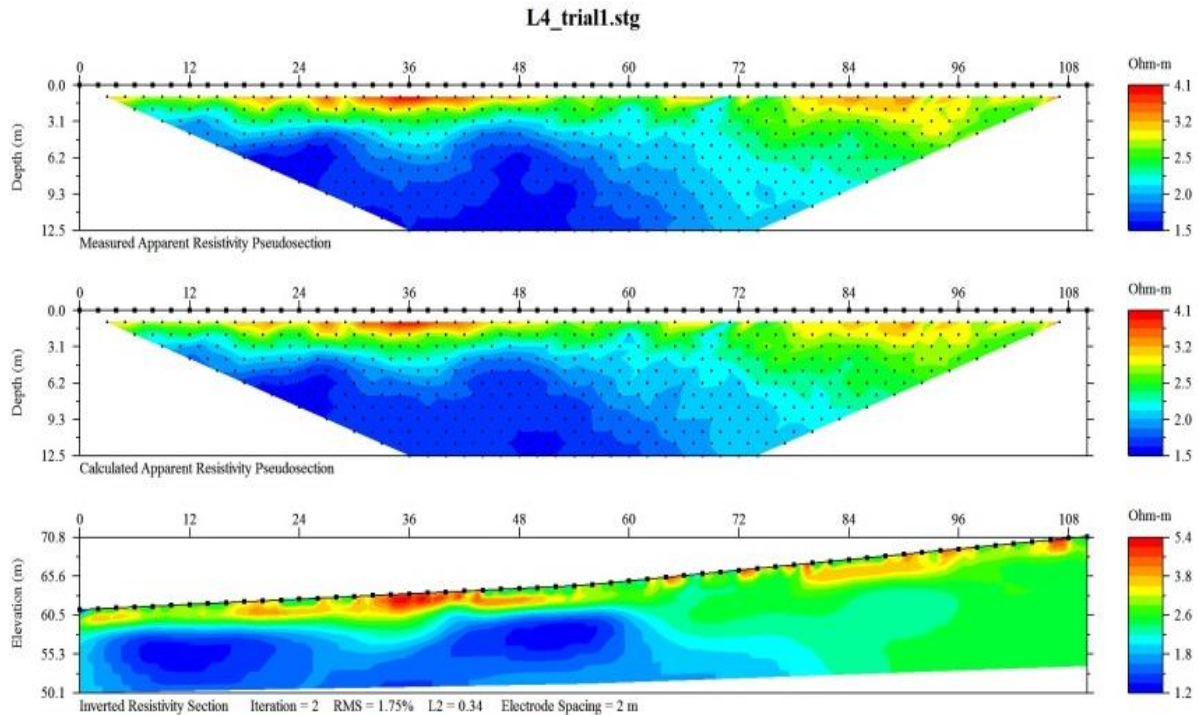 L4_trial1.stg
0 12 24 36 48 60 72 84 96 108
Ohm-m
0.0
3.1
6.2
9.3
12.5
Depth (m)
4.1
3.2
2.5
2.0
1.5
Measured Apparent Resistivity Pseudosection
0 12 24 36 48 60 72 84 96 108
Ohm-m
0.0
3.1
6.2
9.3
12.5
Depth (m)
4.1
3.2
2.5
2.0
1.5
Calculated Apparent Resistivity Pseudosection
0 12 24 36 48 60 72 84 96 108
Ohm-m
70.8
65.6
60.5
55.3
50.1
Elevation (m)
5.4
3.8
2.6
1.8
1.2
Inverted Resistivity Section Iteration = 2 RMS = 1.75% L2 = 0.34 Electrode Spacing = 2 m